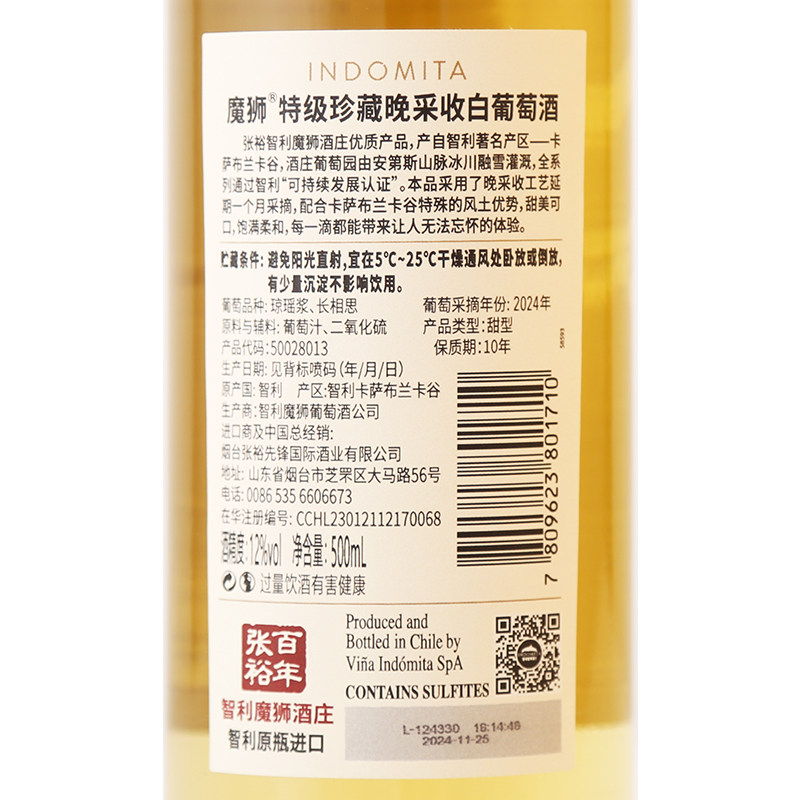 INDOMITA
魔狮®特级珍藏晚采收白葡萄酒
张裕智利魔狮酒庄优质产品，产自智利著名产区——卡
萨布兰卡谷，酒庄葡萄园由安第斯山脉冰川融雪灌溉，全系
列通过智利“可持续发展认证”。本品采用了晚采收工艺延
期一个月采摘，配合卡萨布兰卡谷特殊的风土优势，甜美可
口，饱满柔和，每一滴都能带来让人无法忘怀的体验。
贮藏条件：避免阳光直射，宜在5℃~25℃干燥通风处卧放或倒放，
有少量沉淀不影响饮用。
葡萄品种：琼瑶浆、长相思 葡萄采摘年份：2024年
原料与辅料：葡萄汁、二氧化硫 产品类型：甜型
产品代码：50028013 保质期：10年
58593
生产日期：见背标喷码（年/月/日）
原产国：智利 产区：智利卡萨布兰卡谷
生产商：智利魔狮葡萄酒公司
进口商及中国总经销：
烟台张裕先锋国际酒业有限公司
地址：山东省烟台市芝罘区大马路56号
电话：0086 535 6606673
在华注册编号：CCHL23012112170068
酒精度：12%vol 净含量：500mL
过量饮酒有害健康
7 809623 801710
百年张裕
智利魔狮酒庄
智利原瓶进口
Produced and
Bottled in Chile by
Viña Indómita SpA
CONTAINS SULFITES
L-124330 16:14:46
2024-11-25